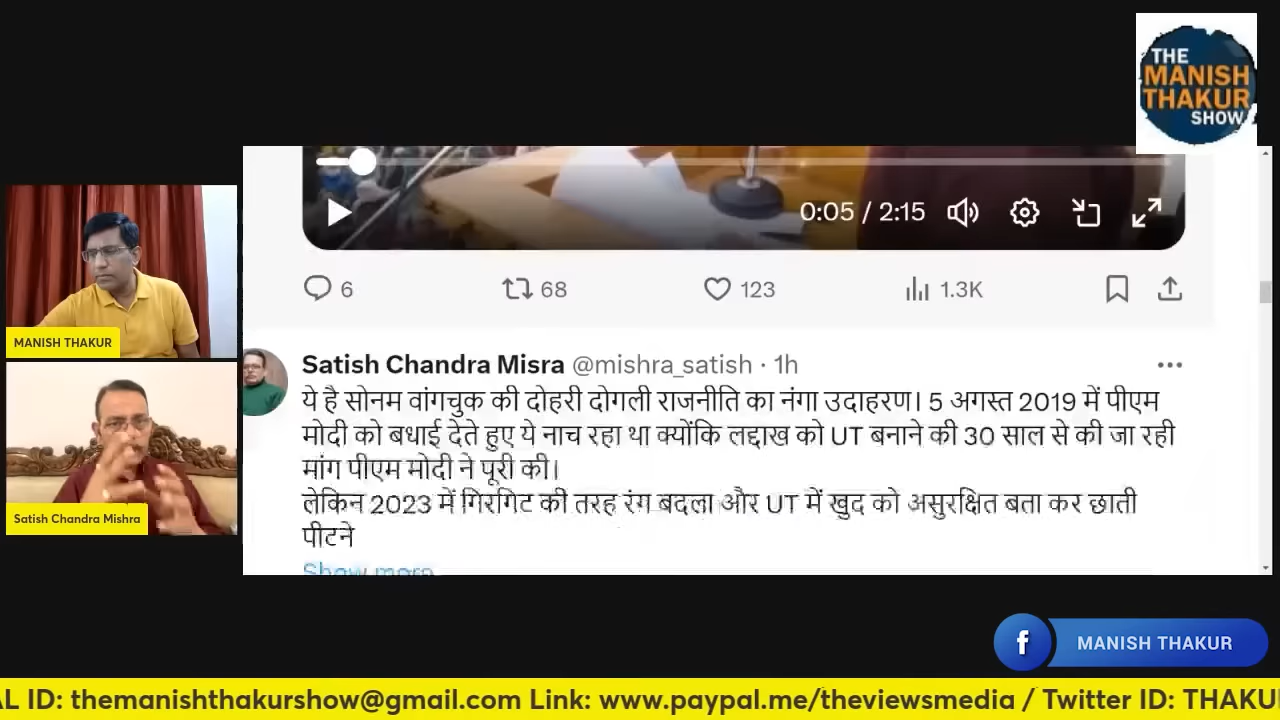 THE
MANISH
THAKUR
SHOW
0:05 / 2:15
6
68
123
1.3K
MANISH THAKUR
Satish Chandra Misra @mishra_satish · 1h
ये है सोनम वांगचुक की दोहरी दोगली राजनीति का नंगा उदाहरण। 5 अगस्त 2019 में पीएम
मोदी को बधाई देते हुए ये नाच रहा था क्योंकि लद्दाख को UT बनाने की 30 साल से की जा रही
मांग पीएम मोदी ने पूरी की।
लेकिन 2023 में गिरगिट की तरह रंग बदला और UT में खुद को असुरक्षित बता कर छाती
पीटने
Show more
Satish Chandra Mishra
f MANISH THAKUR
AL ID: themanishthakurshow@gmail.com Link: www.paypal.me/theviewsmedia / Twitter ID: THAKU